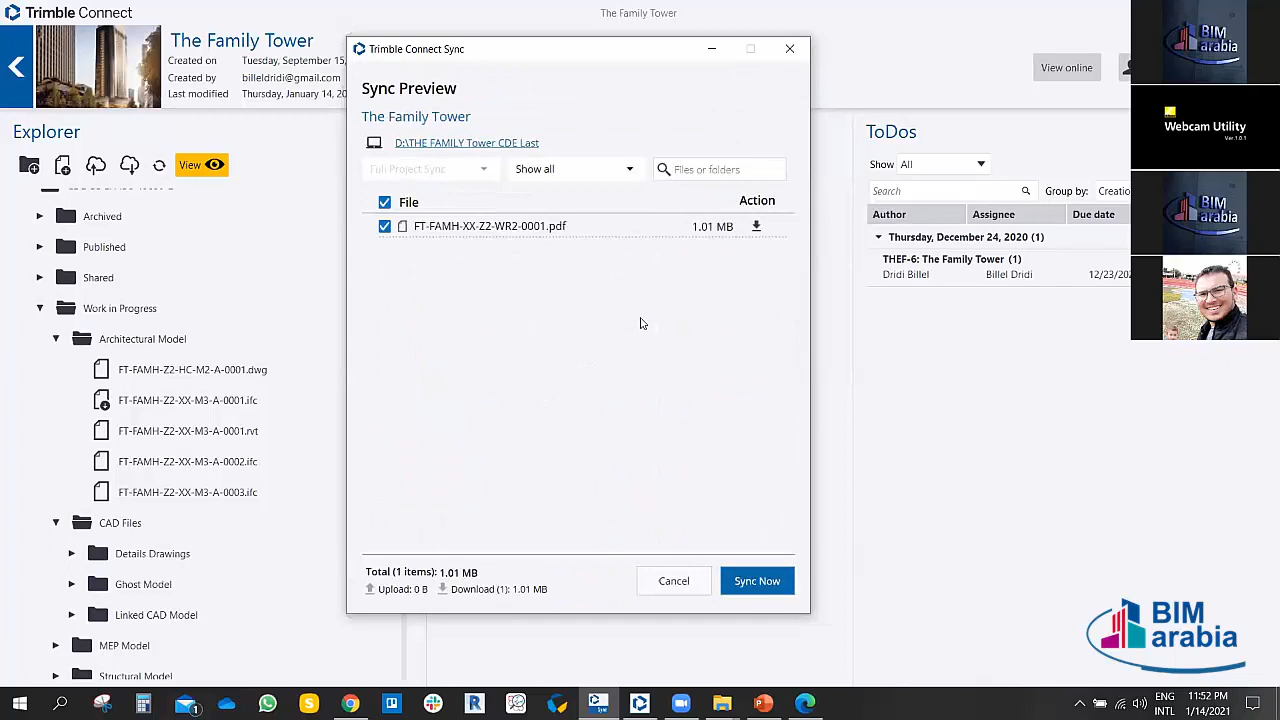 Trimble Connect
The Family Tower
The Family Tower
Created on Tuesday, September 15,
Created by billeldridi@gmail.com
Last modified Thursday, January 14, 20
View online
Explorer
View
Archived
Published
Shared
Work in Progress
Architectural Model
FT-FAMH-Z2-HC-M2-A-0001.dwg
FT-FAMH-Z2-XX-M3-A-0001.ifc
FT-FAMH-Z2-XX-M3-A-0001.rvt
FT-FAMH-Z2-XX-M3-A-0002.ifc
FT-FAMH-Z2-XX-M3-A-0003.ifc
CAD Files
Details Drawings
Ghost Model
Linked CAD Model
MEP Model
Structural Model
Trimble Connect Sync
Sync Preview
The Family Tower
D:\THE FAMILY Tower CDE Last
Full Project Sync Show all Files or folders
File Action
FT-FAMH-XX-Z2-WR2-0001.pdf 1.01 MB
Total (1 items): 1.01 MB
Upload: 0 B Download (1): 1.01 MB
Cancel Sync Now
ToDos
Show All
Search Group by: Creatio
Author Assignee Due date
Thursday, December 24, 2020 (1)
THEF-6: The Family Tower (1)
Dridi Billel Billel Dridi 12/23/202
BIM
arabia
Webcam Utility
Ver.1.0.1
BIM
arabia
BIM
arabia
ENG 11:52 PM
INTL 1/14/2021